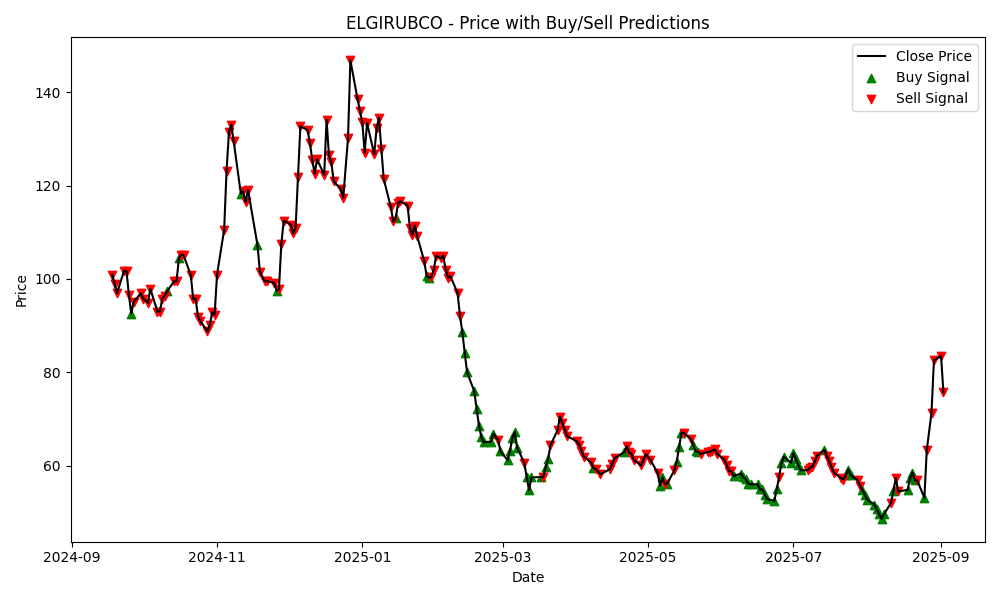 ELGIRUBCO - Price with Buy/Sell Predictions
Close Price
Buy Signal
Sell Signal
Price
140
120
100
80
60
2024-09
2024-11
2025-01
2025-03
2025-05
2025-07
2025-09
Date